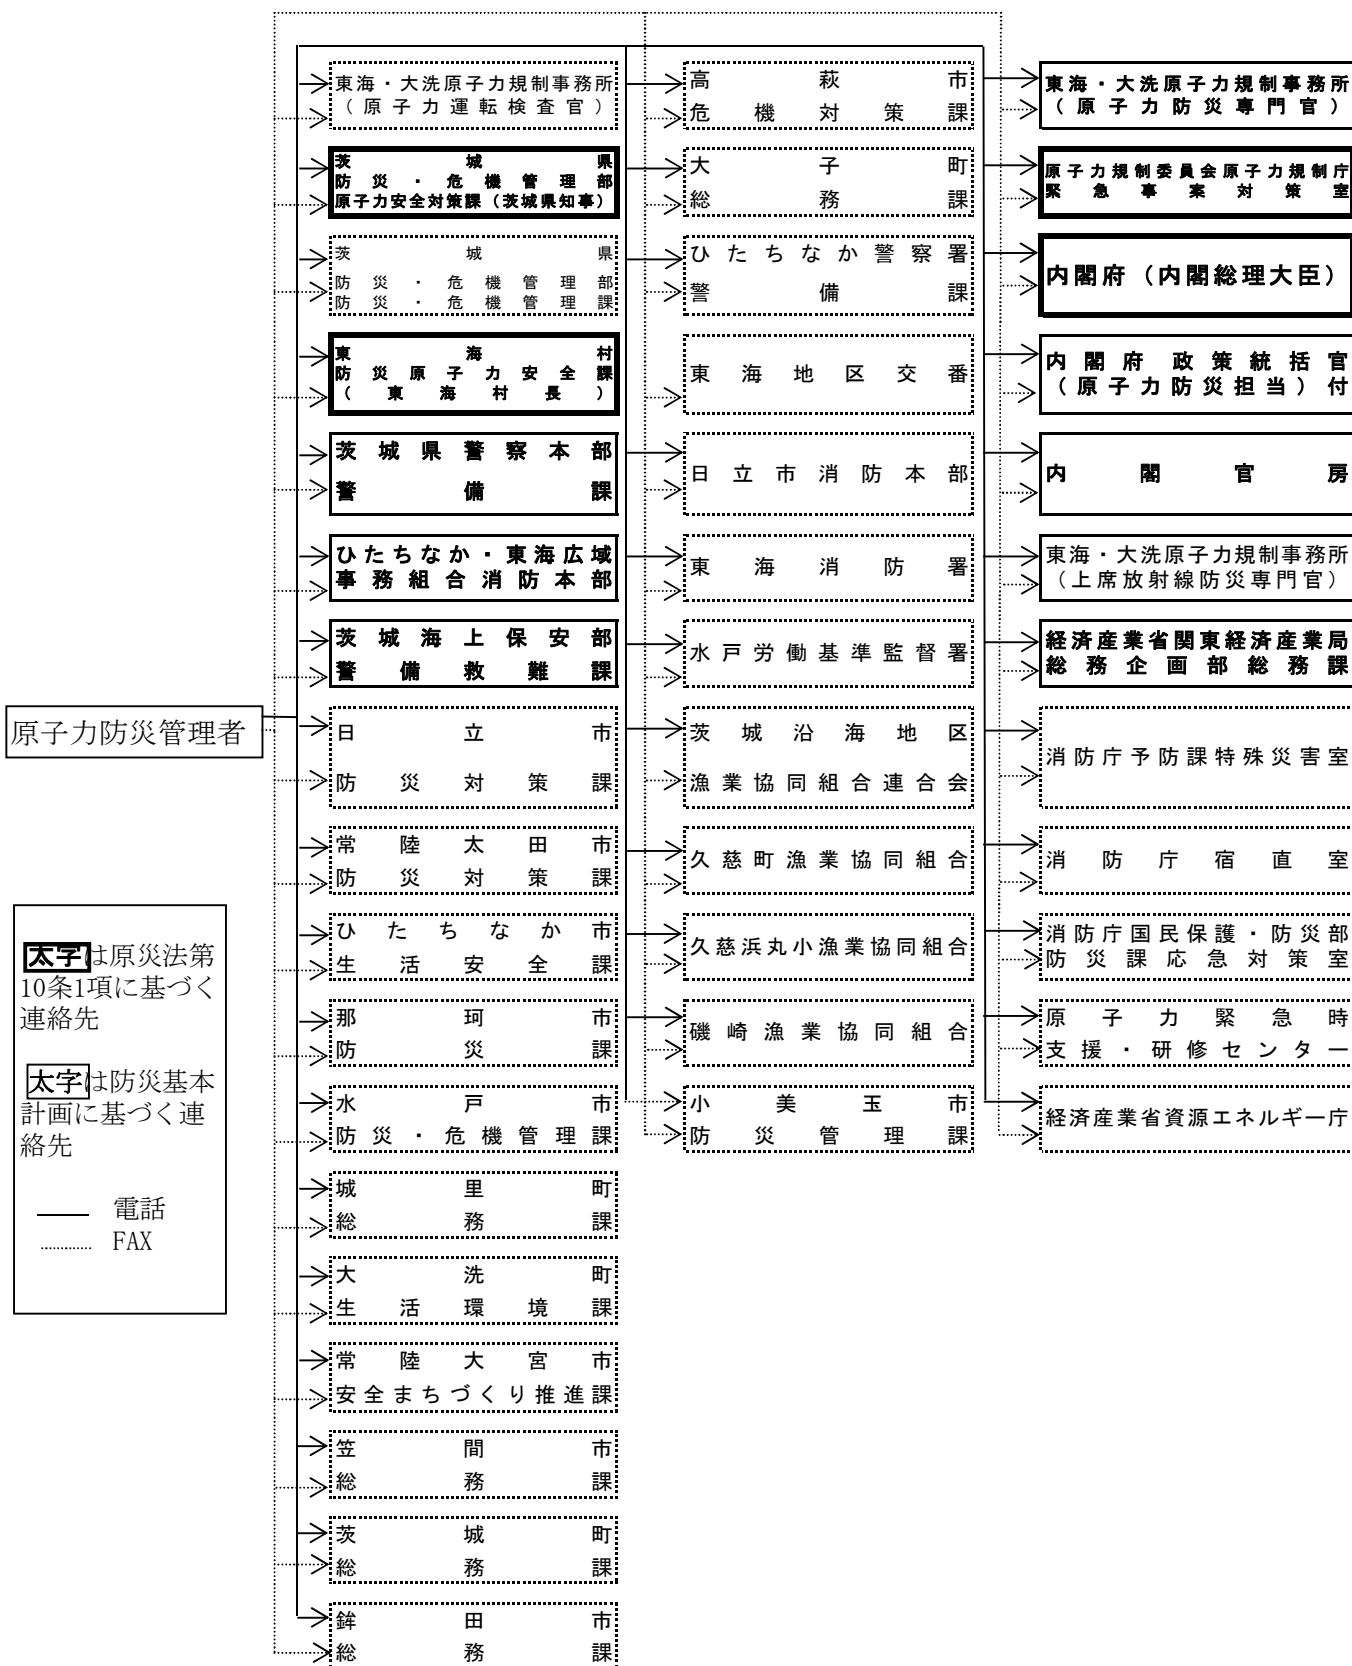 原子力防災管理者
太字は原災法第
10条1項に基づく
連絡先
太字は防災基本
計画に基づく連
絡先
電話
FAX
東海・大洗原子力規制事務所
（原子力運転検査官）
茨城県
防災・危機管理部
原子力安全対策課（茨城県知事）
茨城県
防災・危機管理部
防災・危機管理課
東海村
防災原子力安全課
（東海村長）
茨城県警察本部
警備課
ひたちなか・東海広域
事務組合消防本部
茨城海上保安部
警備救難課
日立市
防災対策課
常陸太田市
防災対策課
ひたちなか市
生活安全課
那珂市
防災課
水戸市
防災・危機管理課
城里町
総務課
大洗町
生活環境課
常陸大宮市
安全まちづくり推進課
笠間市
総務課
茨城町
総務課
鉾田市
総務課
高萩市
危機対策課
大子町
総務課
ひたちなか警察署
警備課
東海地区交番
日立市消防本部
東海消防署
水戸労働基準監督署
茨城沿海地区
漁業協同組合連合会
久慈町漁業協同組合
久慈浜丸小漁業協同組合
磯崎漁業協同組合
小美玉市
防災管理課
東海・大洗原子力規制事務所
（原子力防災専門官）
原子力規制委員会原子力規制庁
緊急事案対策室
内閣府（内閣総理大臣）
内閣府政策統括官
（原子力防災担当）付
内閣官房
東海・大洗原子力規制事務所
（上席放射線防災専門官）
経済産業省関東経済産業局
総務企画部総務課
消防庁予防課特殊災害室
消防庁宿直室
消防庁国民保護・防災部
防災課応急対策室
原子力緊急時
支援・研修センター
経済産業省資源エネルギー庁